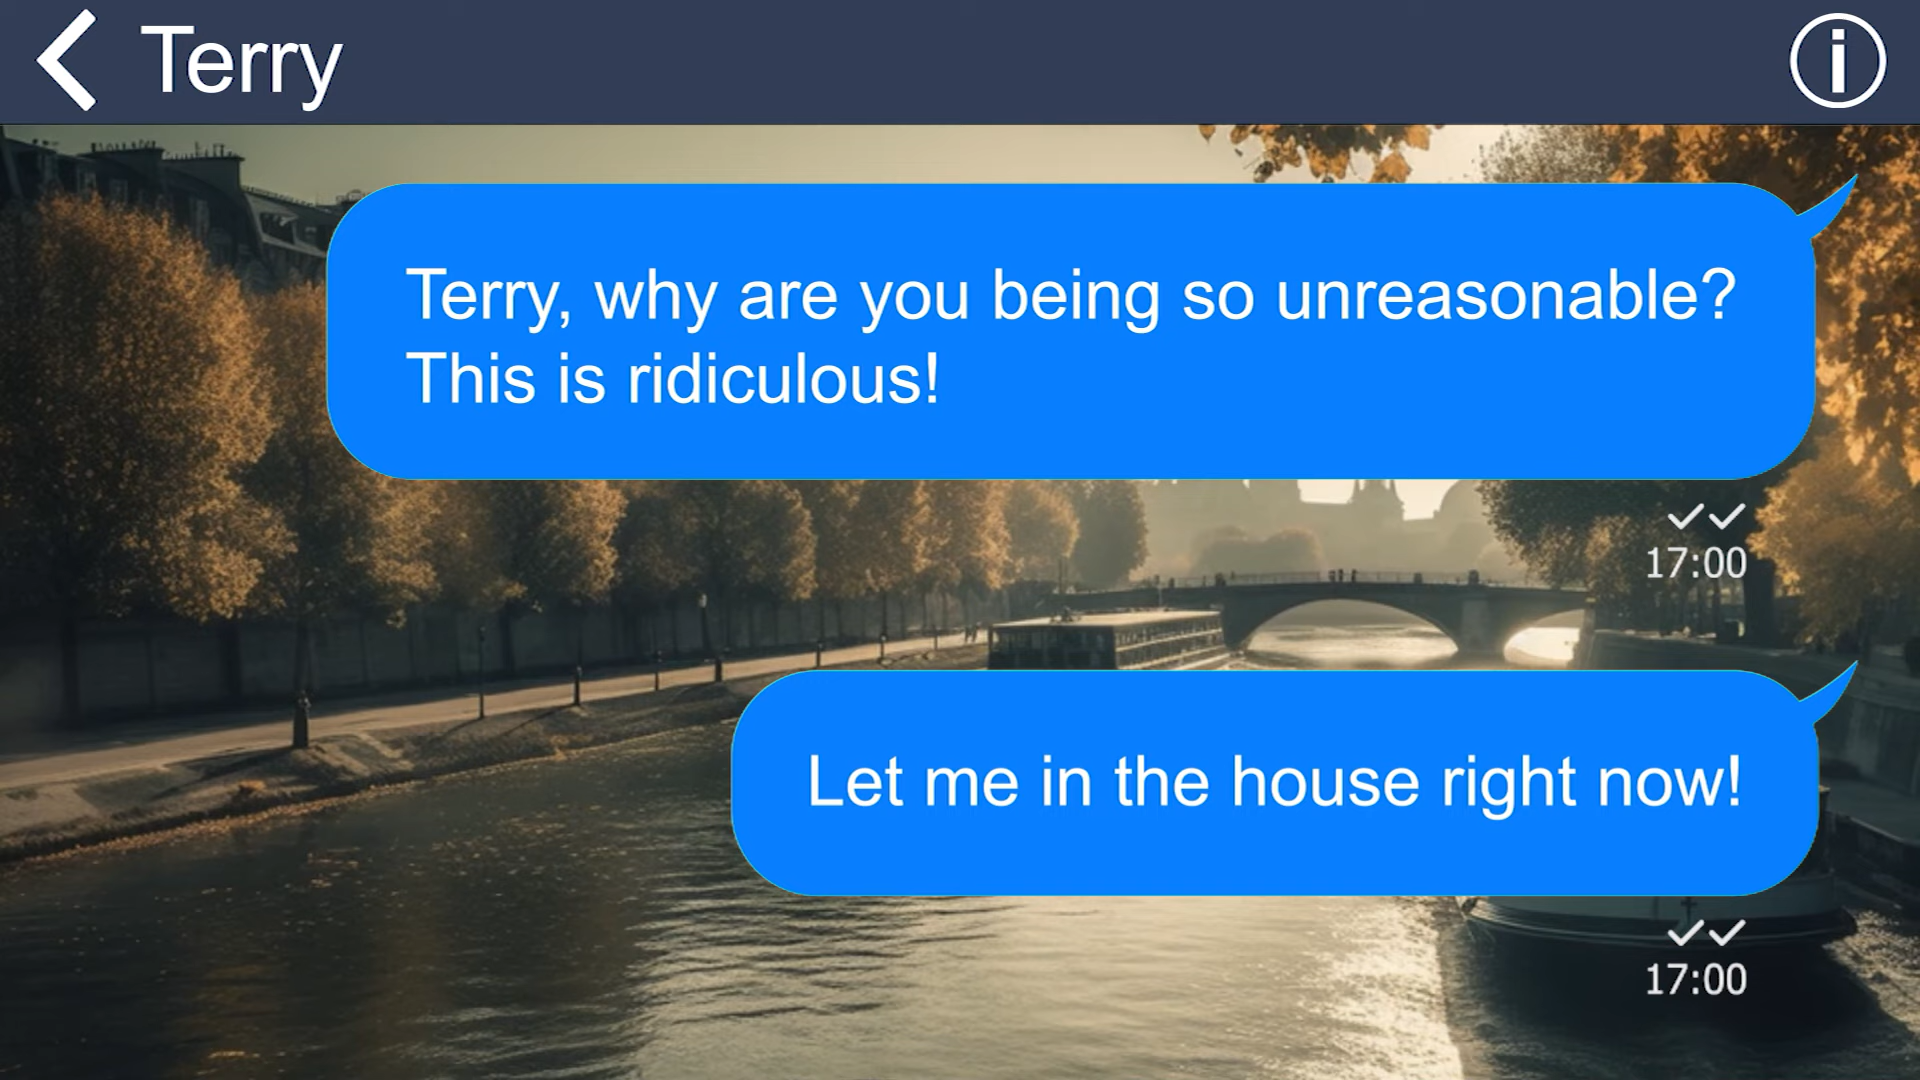 Terry
Terry, why are you being so unreasonable?
This is ridiculous!
17:00
Let me in the house right now!
17:00